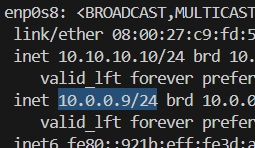 enp0s8: <BROADCAST,MULTICAST
link/ether 08:00:27:c9:fd:5
inet 10.10.10.10/24 brd 10.
valid_lft forever prefer
inet 10.0.0.9/24 brd 10.0.0
valid_lft forever prefer
inet6 fe80::921b:eff:fe3d:a